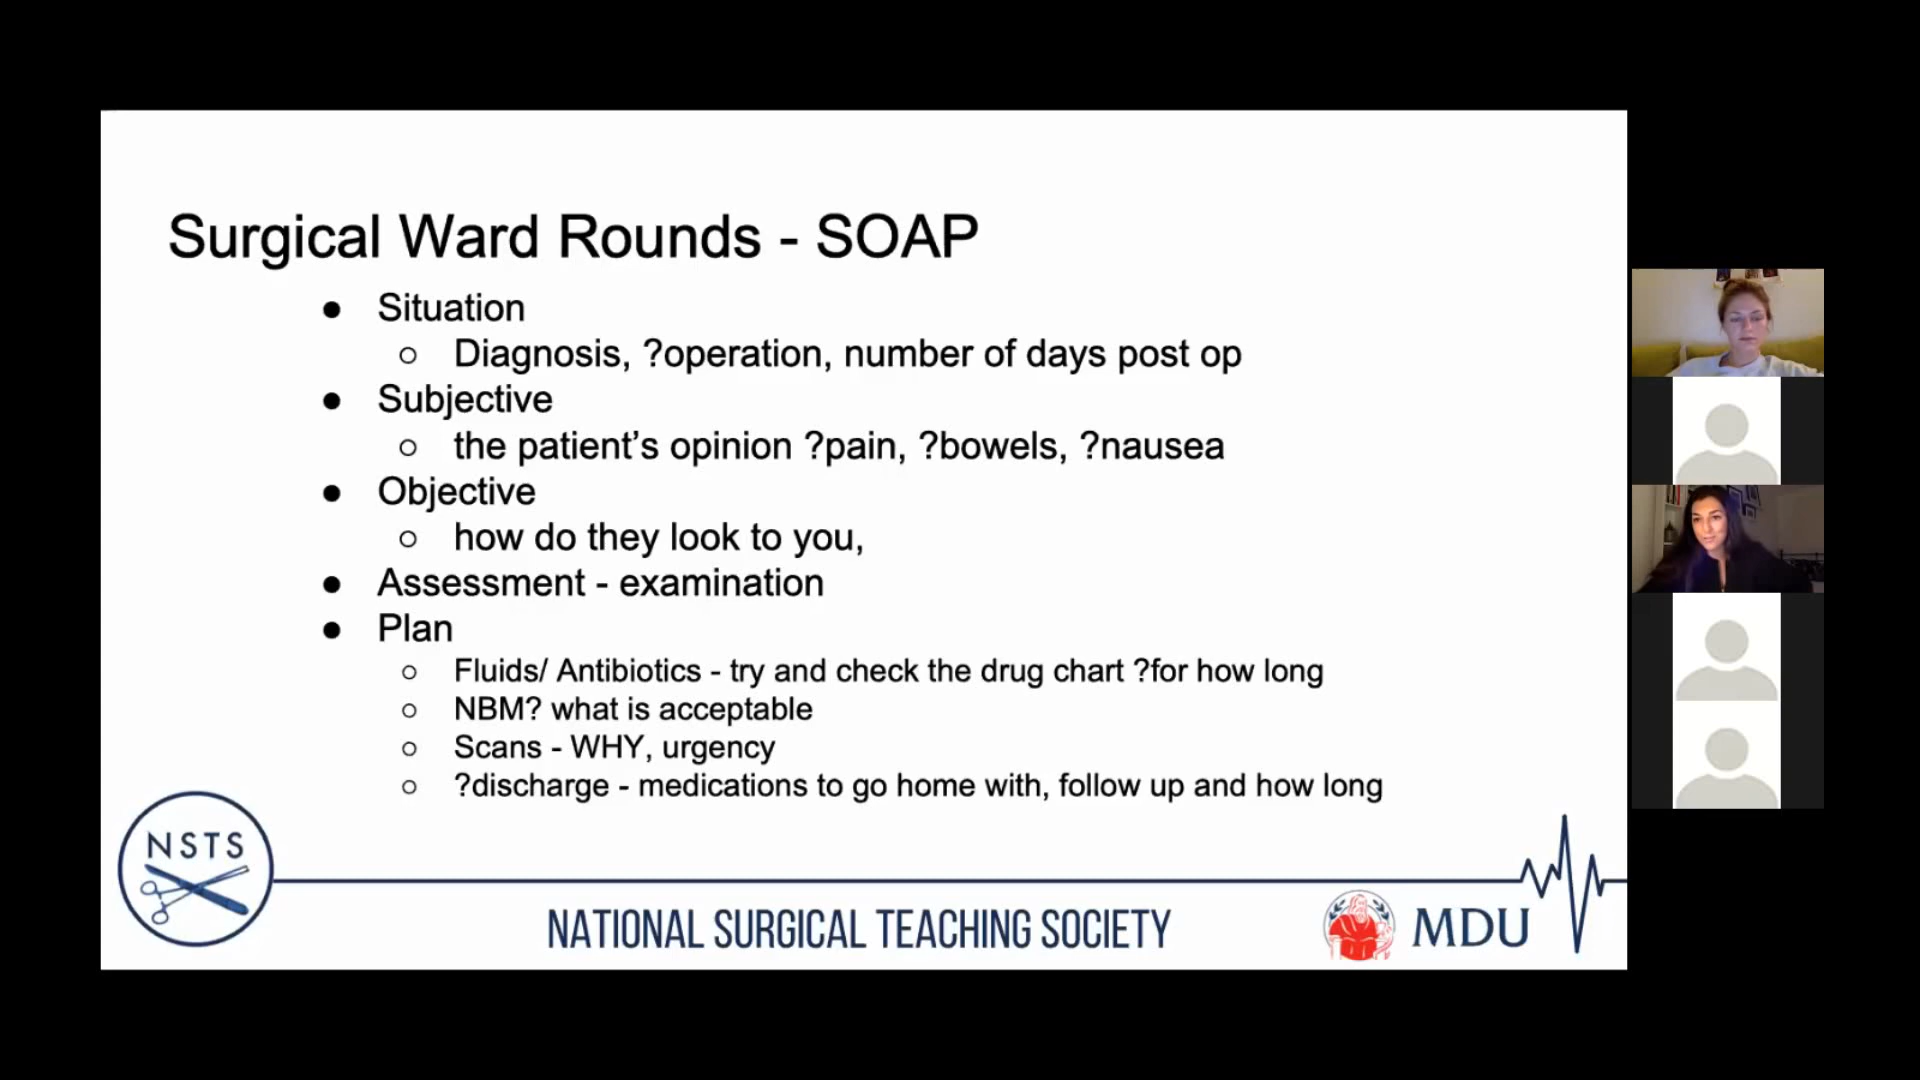 Surgical Ward Rounds - SOAP
● Situation
○ Diagnosis, ?operation, number of days post op
● Subjective
○ the patient’s opinion ?pain, ?bowels, ?nausea
● Objective
○ how do they look to you,
● Assessment - examination
● Plan
○ Fluids/ Antibiotics - try and check the drug chart ?for how long
○ NBM? what is acceptable
○ Scans - WHY, urgency
○ ?discharge - medications to go home with, follow up and how long
NSTS
NATIONAL SURGICAL TEACHING SOCIETY
MDU